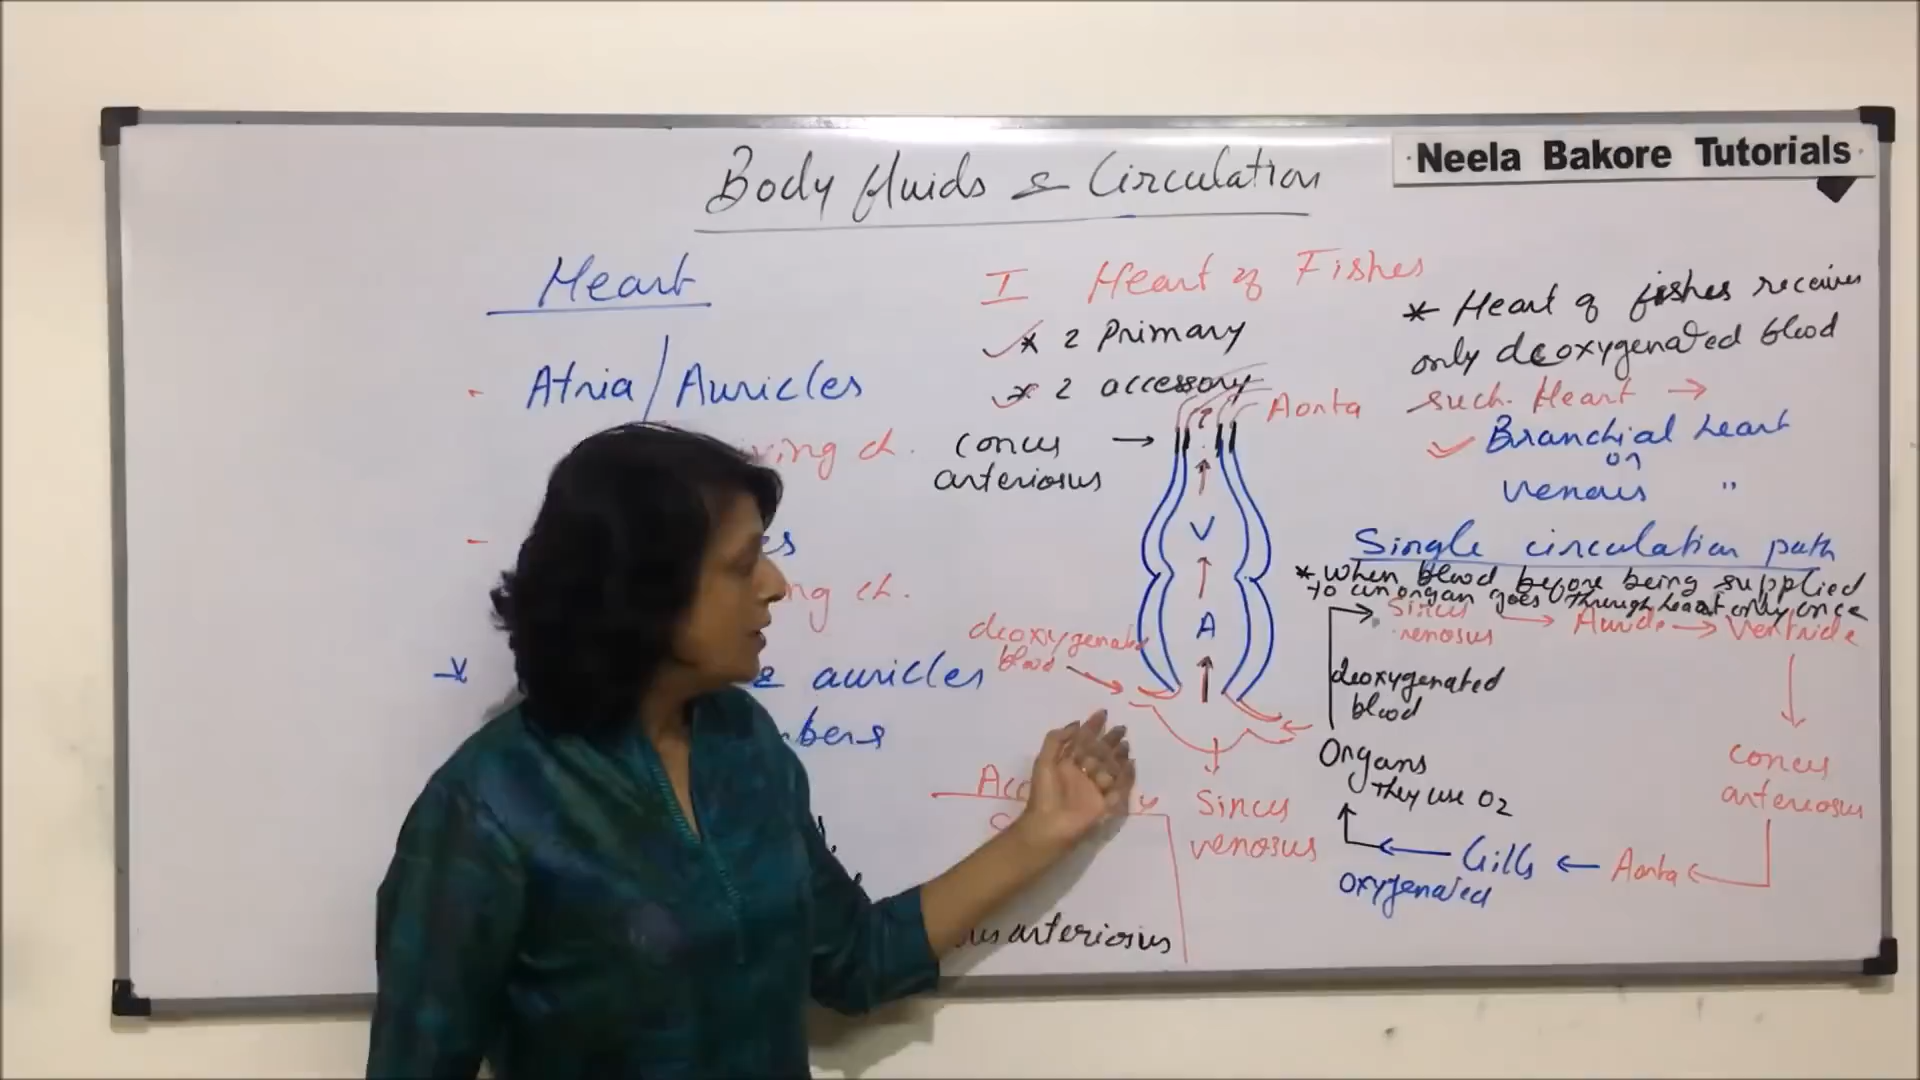 Body fluids & Circulation
·Neela Bakore Tutorials·
Heart
- Atria / Auricles
ch.
-
ch.
auricles
I Heart of Fishes
* 2 Primary
* 2 accessory
Conus
arteriosus
Aorta
V
A
deoxygenated
blood
Sinus
venosus
arteriosus
* Heart of fishes receives
only deoxygenated blood
such Heart →
Branchial heart
or
Venous "
Single circulation path
* When blood before being supplied
to an organ goes through heart only once
Sinus
venosus
→ Auricle → Ventricle
conus
arteriosus
Aorta
← Gills ←
oxygenated
Organs
They use O2
deoxygenated
blood